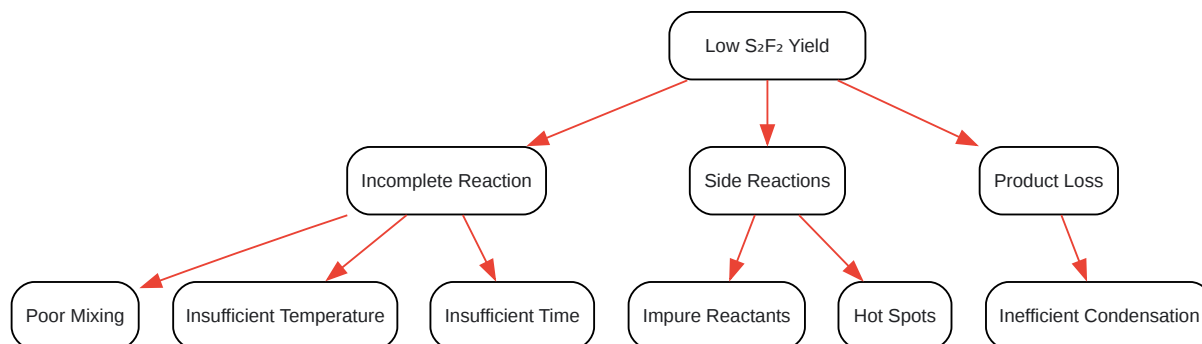 Low S₂F₂ Yield
Incomplete Reaction
Side Reactions
Product Loss
Poor Mixing
Insufficient Temperature
Insufficient Time
Impure Reactants
Hot Spots
Inefficient Condensation